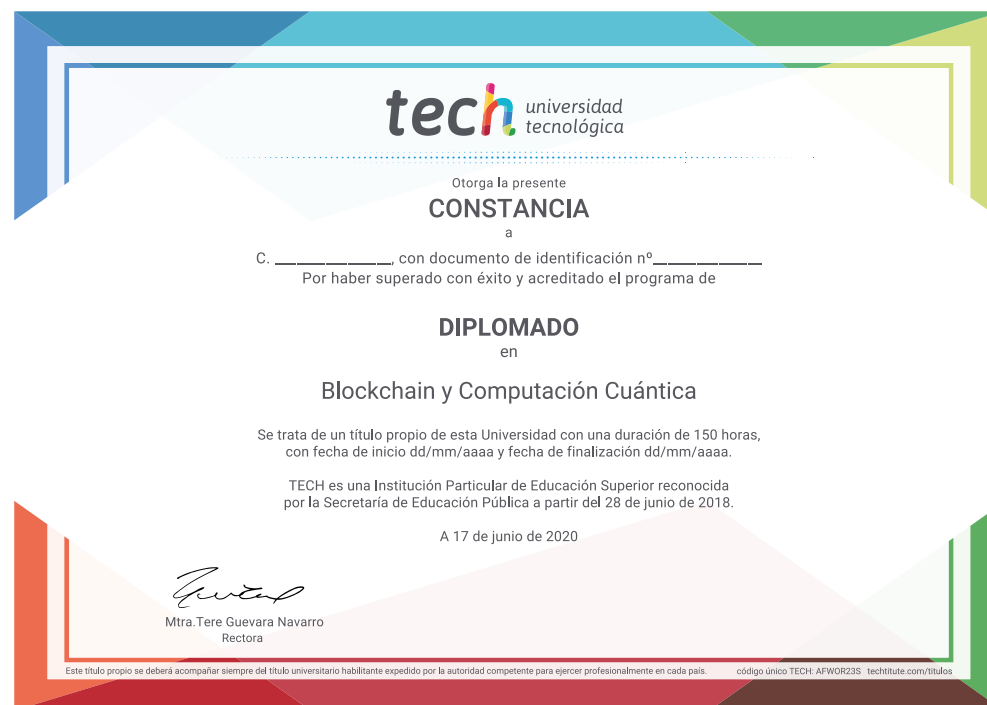 tech universidad
tecnológica
Otorga la presente
CONSTANCIA
a
C. ______________, con documento de identificación nº_____________
Por haber superado con éxito y acreditado el programa de
DIPLOMADO
en
Blockchain y Computación Cuántica
Se trata de un título propio de esta Universidad con una duración de 150 horas,
con fecha de inicio dd/mm/aaaa y fecha de finalización dd/mm/aaaa.
TECH es una Institución Particular de Educación Superior reconocida
por la Secretaría de Educación Pública a partir del 28 de junio de 2018.
A 17 de junio de 2020
Mtra.Tere Guevara Navarro
Rectora
Este título propio se deberá acompañar siempre del título universitario habilitante expedido por la autoridad competente para ejercer profesionalmente en cada país. código único TECH: AFWOR23S techtitute.com/titulos